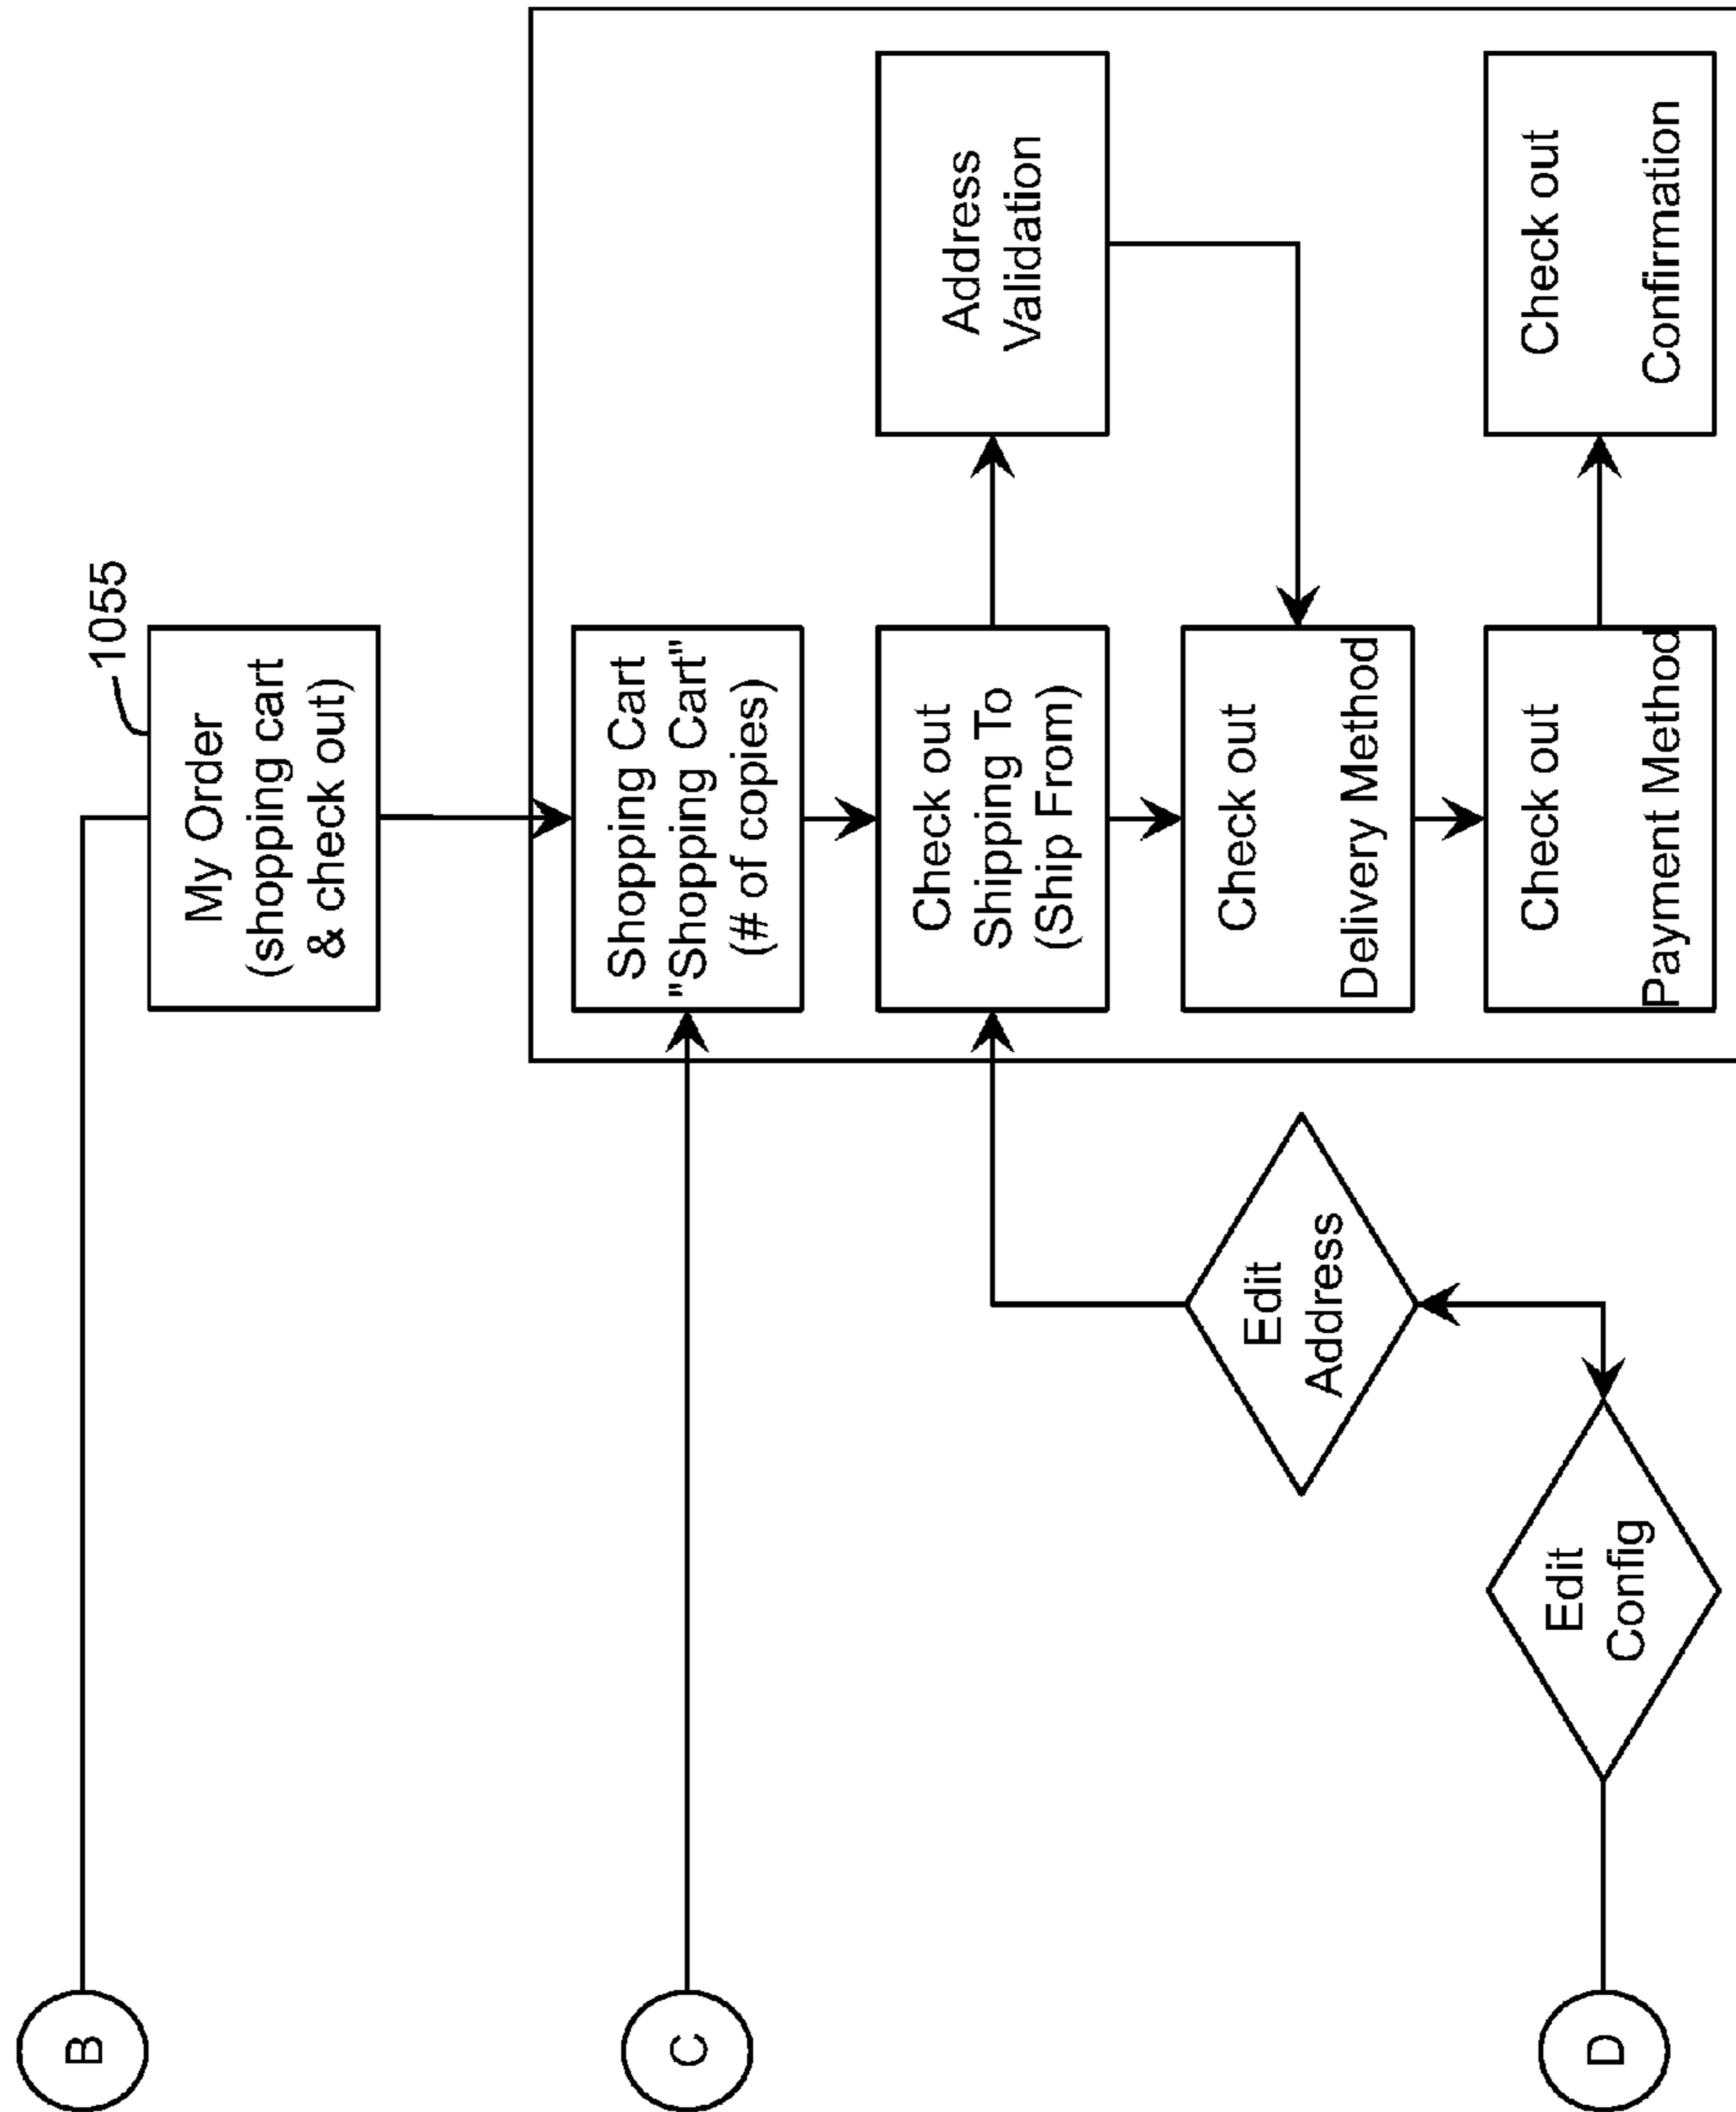 B
1055
My Order
(shopping cart
& check out)
C
Shopping Cart
"Shopping Cart"
(# of copies)
Check out
Shipping To
(Ship From)
Address
Validation
Edit
Address
Check out
Delivery Method
D
Edit
Config
Check out
Payment Method
Check out
Confirmation